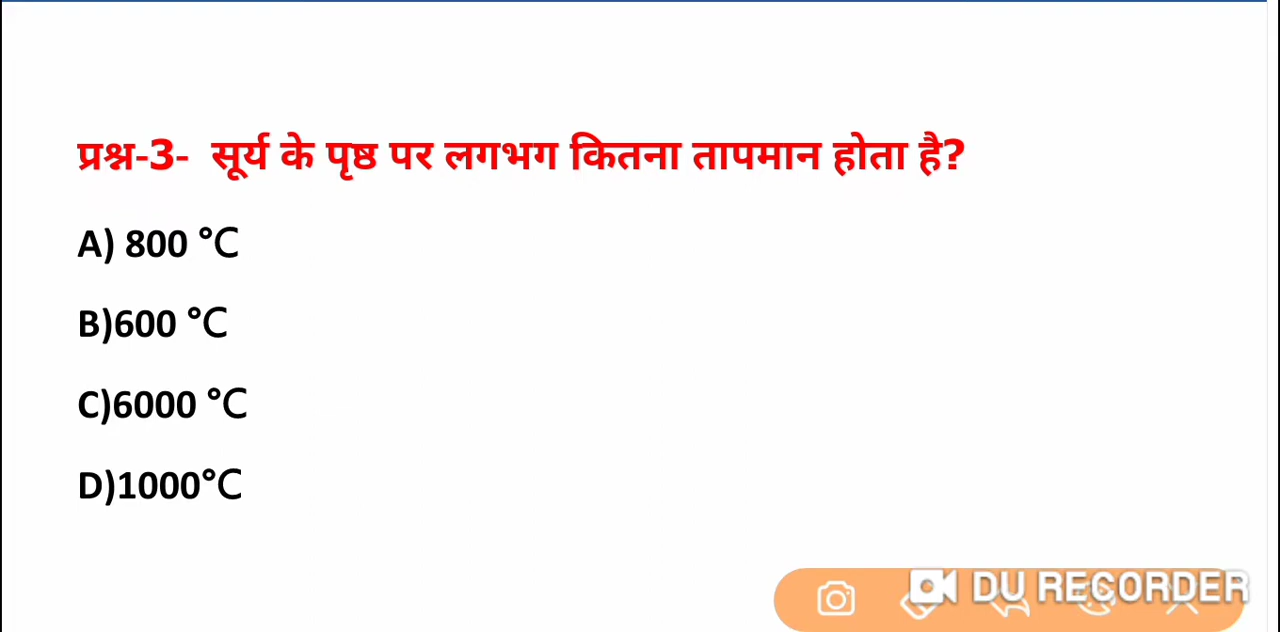 प्रश्न-3- सूर्य के पृष्ठ पर लगभग कितना तापमान होता है?
A) 800 ℃
B)600 ℃
C)6000 ℃
D)1000℃
DU RECORDER